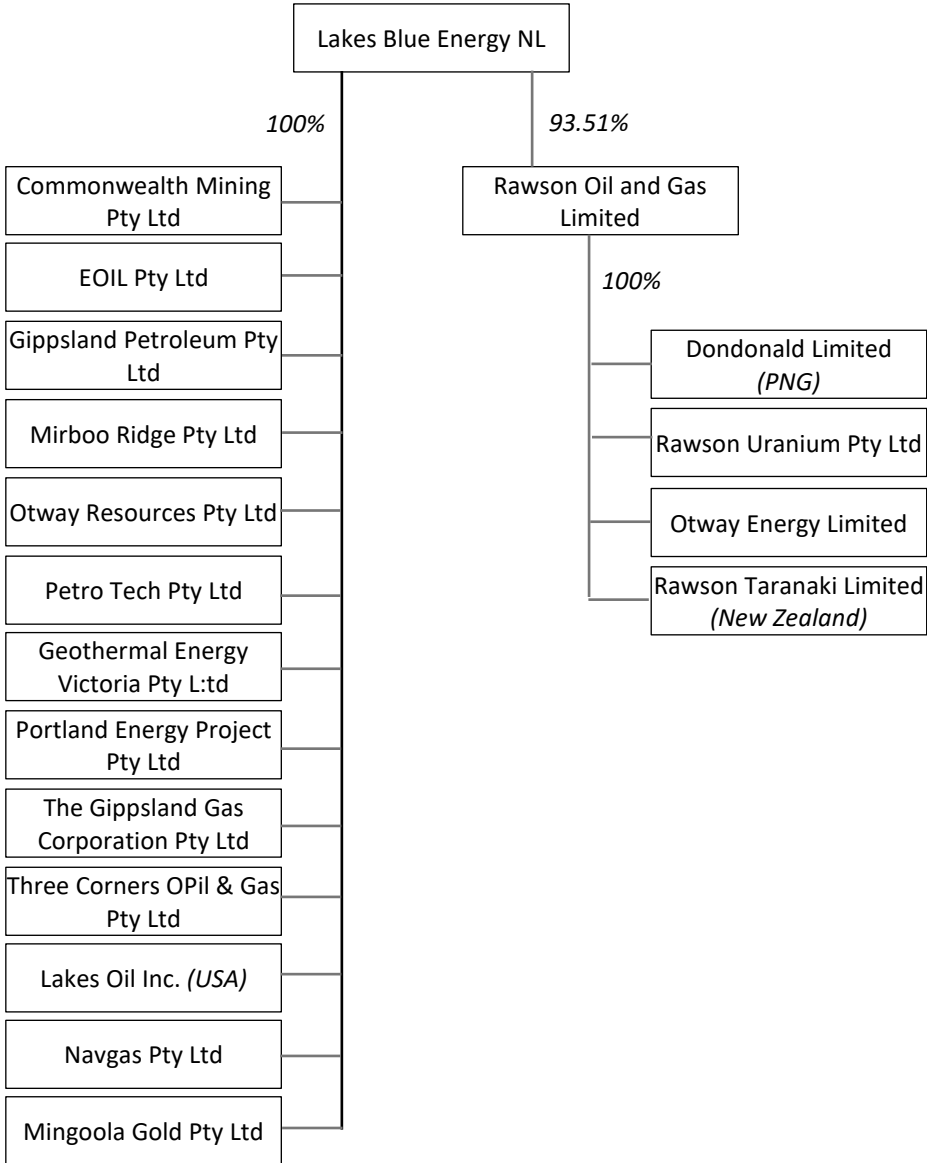 Lakes Blue Energy NL
100%
93.51%
Commonwealth Mining
Pty Ltd
EOIL Pty Ltd
Gippsland Petroleum Pty
Ltd
Mirboo Ridge Pty Ltd
Otway Resources Pty Ltd
Petro Tech Pty Ltd
Geothermal Energy
Victoria Pty L:td
Portland Energy Project
Pty Ltd
The Gippsland Gas
Corporation Pty Ltd
Three Corners OPil & Gas
Pty Ltd
Lakes Oil Inc. (USA)
Navgas Pty Ltd
Mingoola Gold Pty Ltd
Rawson Oil and Gas
Limited
100%
Dondonald Limited
(PNG)
Rawson Uranium Pty Ltd
Otway Energy Limited
Rawson Taranaki Limited
(New Zealand)